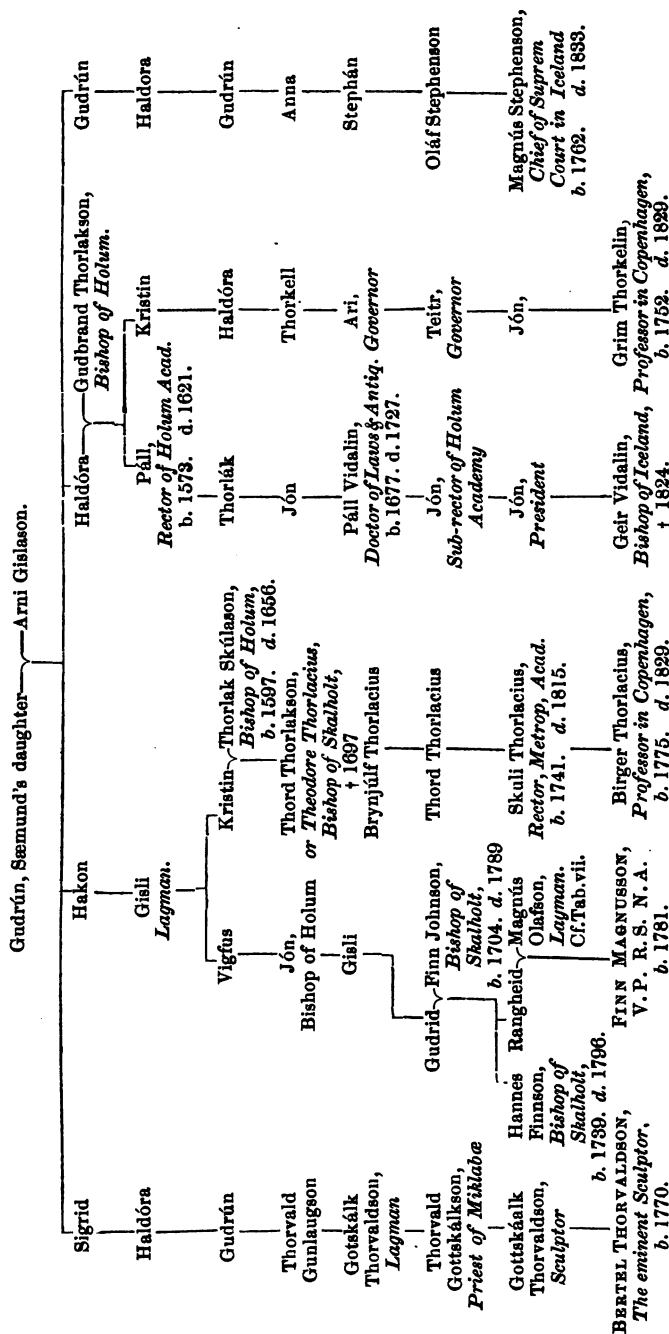 Gudrún, Sæmund's daughter—Arni Gislason.
Sigrid
Haldóra
Gudrún
Thorvald
Gunlaugson
Gotskálk
Thorvaldson,
Lagman
Thorvald
Gottskálkson,
Priest of Miklabæ
Gottskáalk
Thorvaldson,
Sculptor
BERTEL THORVALDSON,
The eminent Sculptor,
b. 1770.
Hakon
Gisli
Lagman.
Vigfus
Jón,
Bishop of Holum
Gisli
Gudrid
Finn Johnson,
Bishop of
Skalholt,
b. 1704. d. 1789
Hannes
Finnson,
Bishop of
Skalholt,
b. 1739. d. 1796.
Rangheid
Magnús
Olafson,
Lagman.
Cf. Tab. vii.
FINN MAGNUSSON,
V.P. R.S. N.A.
b. 1781.
Kristin
Thorlak Skúlason,
Bishop of Holum,
b. 1597. d. 1656.
Thord Thorlakson,
or Theodore Thorlacius,
Bishop of Skalholt,
† 1697
Brynjúlf Thorlacius
Thord Thorlacius
Skuli Thorlacius,
Rector, Metrop, Acad.
b. 1741. d. 1815.
Birger Thorlacius,
Professor in Copenhagen,
b. 1775. d. 1829.
Haldóra
Gudbrand Thorlakson,
Bishop of Holum.
Páll,
Rector of Holum Acad.
b. 1573. d. 1621.
Thorlák
Jón
Páll Vidalin,
Doctor of Laws & Antiq.
b. 1677. d. 1727.
Jón,
Sub-rector of Holum
Academy
Jón,
President
Geir Vidalin,
Bishop of Iceland,
† 1824.
Kristin
Haldóra
Thorkell
Ari,
Governor
Teitr,
Governor
Jón,
Grim Thorkelin,
Professor in Copenhagen,
b. 1752. d. 1829.
Gudrún
Haldora
Gudrún
Anna
Stephán
Oláf Stephenson
Magnús Stephenson,
Chief of Suprem
Court in Iceland
b. 1762. d. 1833.